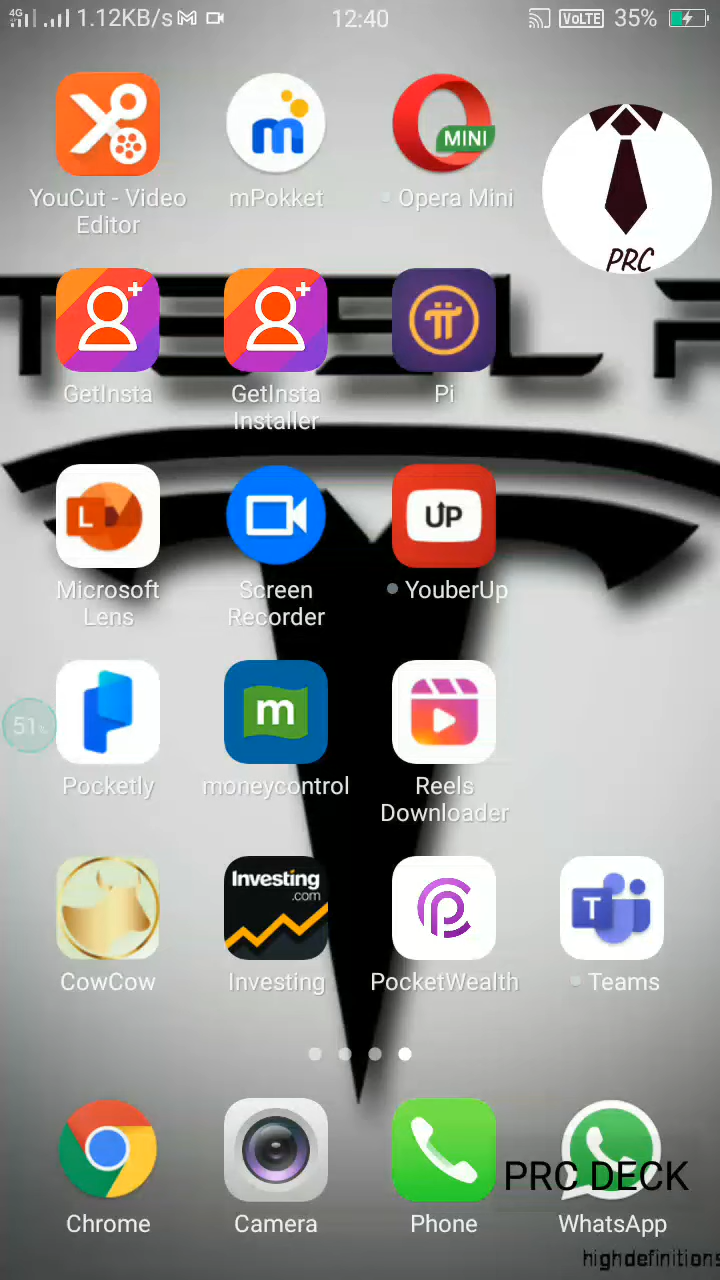 4G 1.12KB/s 12:40 VoLTE 35%
MINI
YouCut - Video
Editor
mPokket
Opera Mini
PRC
TESL
GetInsta
GetInsta
Installer
Pi
L
UP
Microsoft
Lens
Screen
Recorder
YouberUp
51%
m
Pocketly
moneycontrol
Reels
Downloader
Investing
.com
T
CowCow
Investing
PocketWealth
Teams
PRC DECK
Chrome
Camera
Phone
WhatsApp